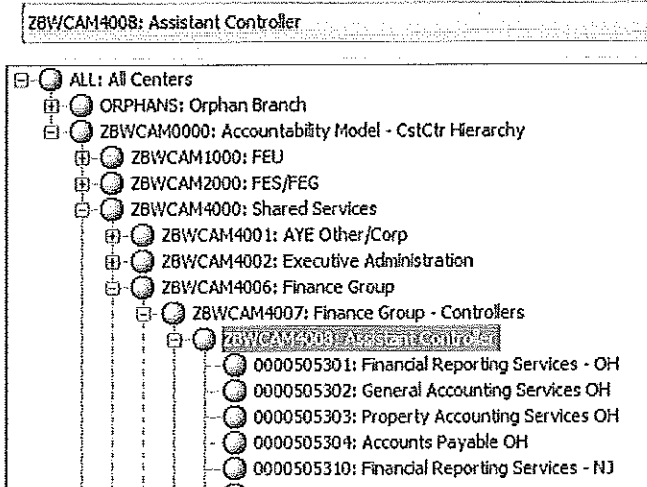 ZBWCAM4008: Assistant Controller
ALL: All Centers
ORPHANS: Orphan Branch
ZBWCAM0000: Accountability Model - CstCtr Hierarchy
ZBWCAM1000: FEU
ZBWCAM2000: FES/FEG
ZBWCAM4000: Shared Services
ZBWCAM4001: AYE Other/Corp
ZBWCAM4002: Executive Administration
ZBWCAM4006: Finance Group
ZBWCAM4007: Finance Group - Controllers
ZBWCAM4008: Assistant Controller
0000505301: Financial Reporting Services - OH
0000505302: General Accounting Services OH
0000505303: Property Accounting Services OH
0000505304: Accounts Payable OH
0000505310: Financial Reporting Services - NJ